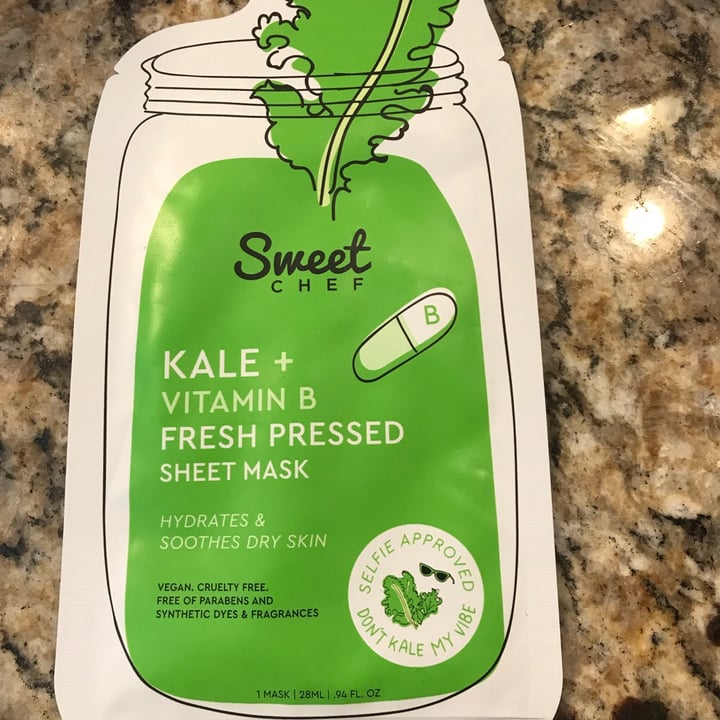 Sweet
CHEF
B
KALE +
VITAMIN B
FRESH PRESSED
SHEET MASK
HYDRATES &
SOOTHES DRY SKIN
VEGAN. CRUELTY FREE.
FREE OF PARABENS AND
SYNTHETIC DYES & FRAGRANCES
SELFIE APPROVED
DON'T KALE MY VIBE
1 MASK | 28ML | .94 FL. OZ